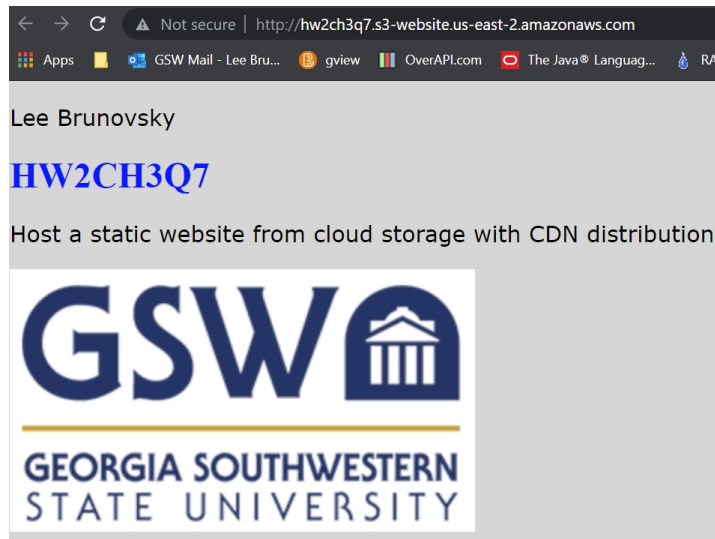 Not secure | http://hw2ch3q7.s3-website.us-east-2.amazonaws.com
Apps GSW Mail - Lee Bru... gview OverAPI.com The Java® Languag... RA
Lee Brunovsky
HW2CH3Q7
Host a static website from cloud storage with CDN distribution
GSW
GEORGIA SOUTHWESTERN
STATE UNIVERSITY